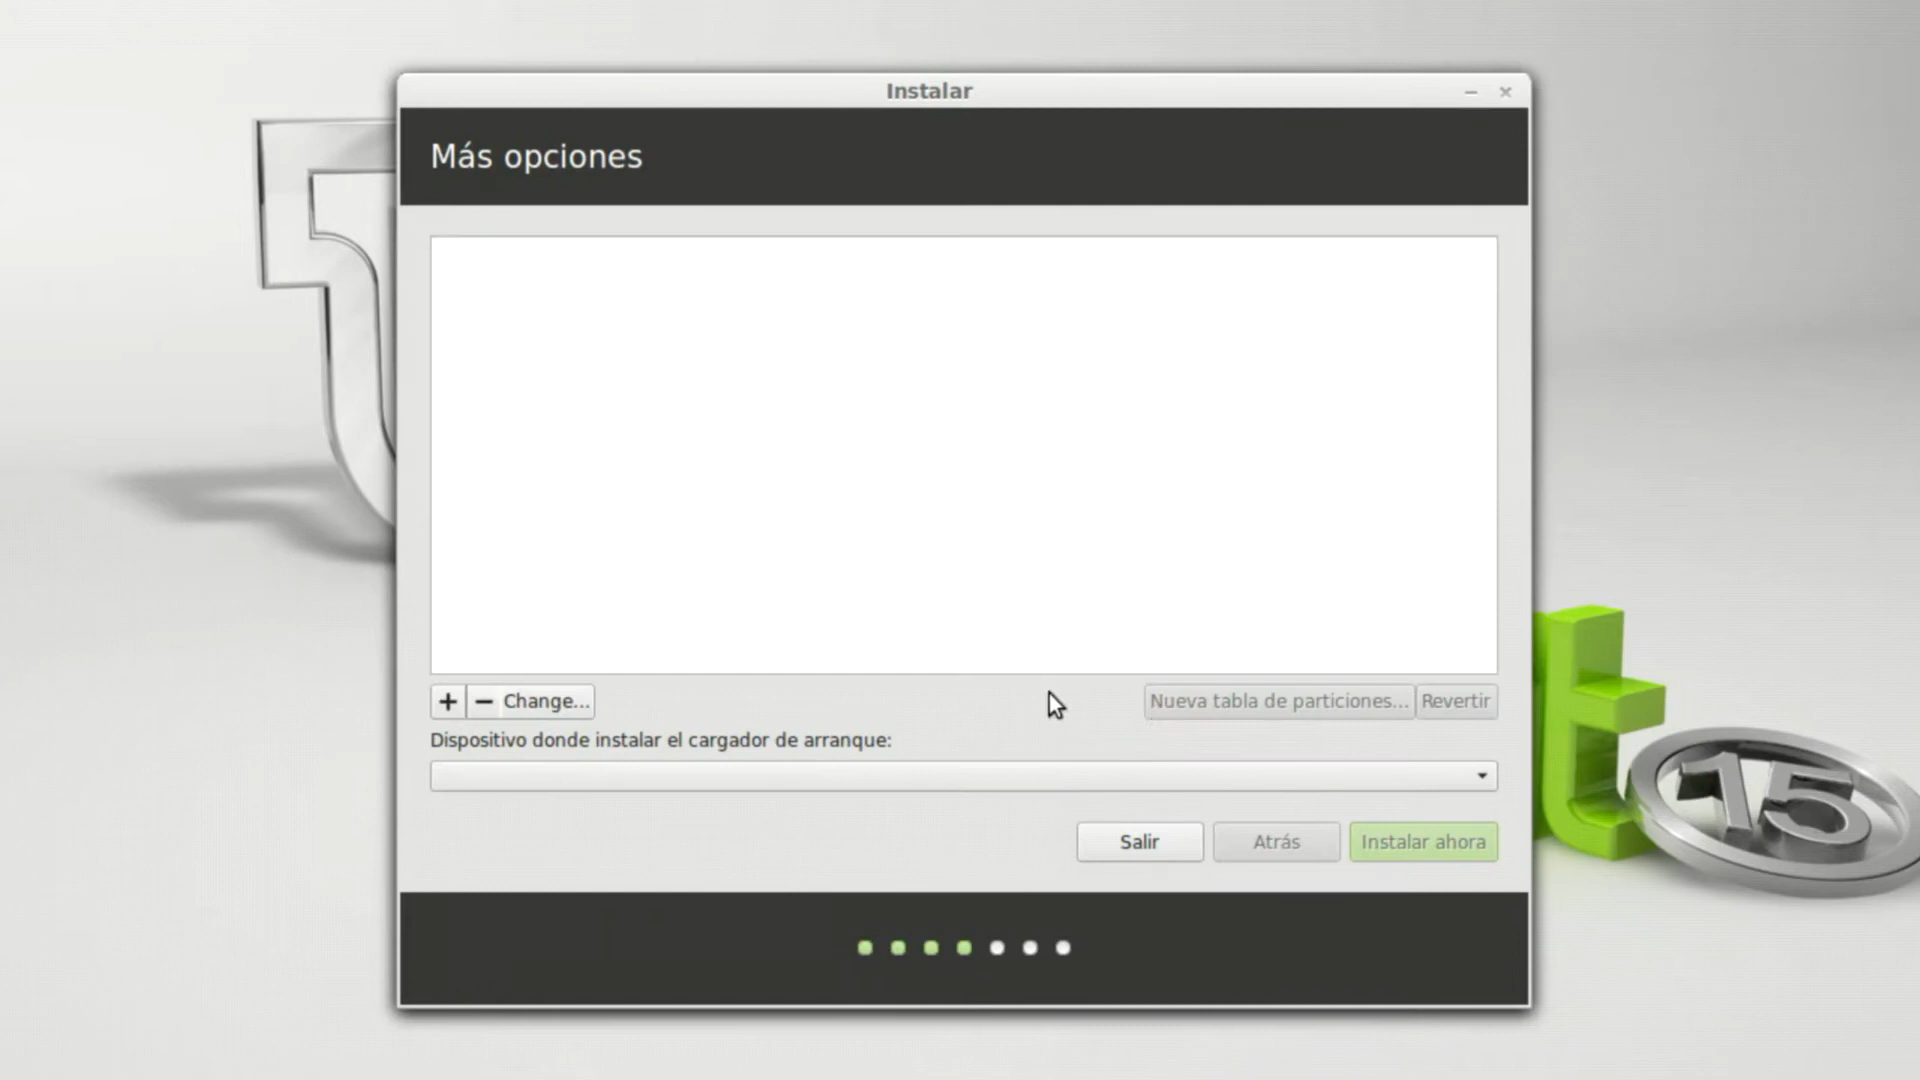 Instalar
Más opciones
+ − Change... Nueva tabla de particiones... Revertir
Dispositivo donde instalar el cargador de arranque:
Salir Atrás Instalar ahora
t 15